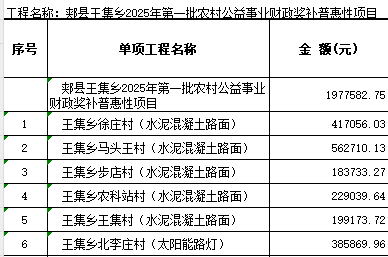 工程名称：郏县王集乡2025年第一批农村公益事业财政奖补普惠性项目
序号 单项工程名称 金 额(元)
郏县王集乡2025年第一批农村公益事业
财政奖补普惠性项目 1977582.75
1 王集乡徐庄村（水泥混凝土路面） 417056.03
2 王集乡马头王村（水泥混凝土路面） 562710.13
3 王集乡步店村（水泥混凝土路面） 183733.27
4 王集乡农科站村（水泥混凝土路面） 229039.64
5 王集乡王集村（水泥混凝土路面） 199173.72
6 王集乡北李庄村（太阳能路灯） 385869.96